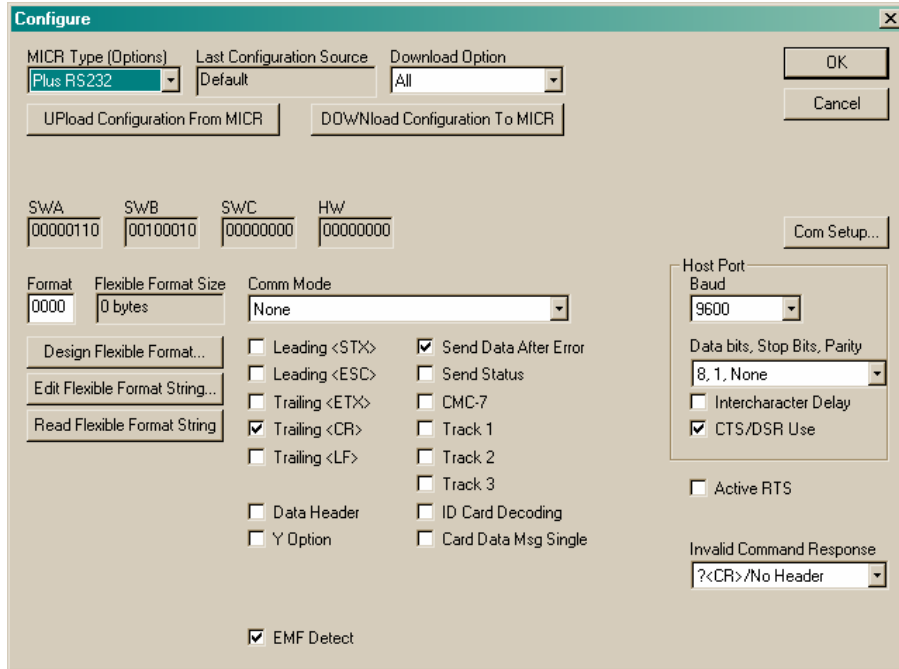 Configure
MICR Type (Options) Last Configuration Source Download Option
Plus RS232 Default All
OK
UPload Configuration From MICR DOWNload Configuration To MICR
Cancel
SWA SWB SWC HW
00000110 00100010 00000000 00000000
Com Setup...
Format Flexible Format Size Comm Mode
0000 0 bytes None
Host Port
Baud
9600
Design Flexible Format...
Edit Flexible Format String...
Read Flexible Format String
Leading <STX>
Leading <ESC>
Trailing <ETX>
Trailing <CR>
Trailing <LF>
Data Header
Y Option
EMF Detect
Send Data After Error
Send Status
CMC-7
Track 1
Track 2
Track 3
ID Card Decoding
Card Data Msg Single
Data bits, Stop Bits, Parity
8, 1, None
Intercharacter Delay
CTS/DSR Use
Active RTS
Invalid Command Response
?<CR>/No Header